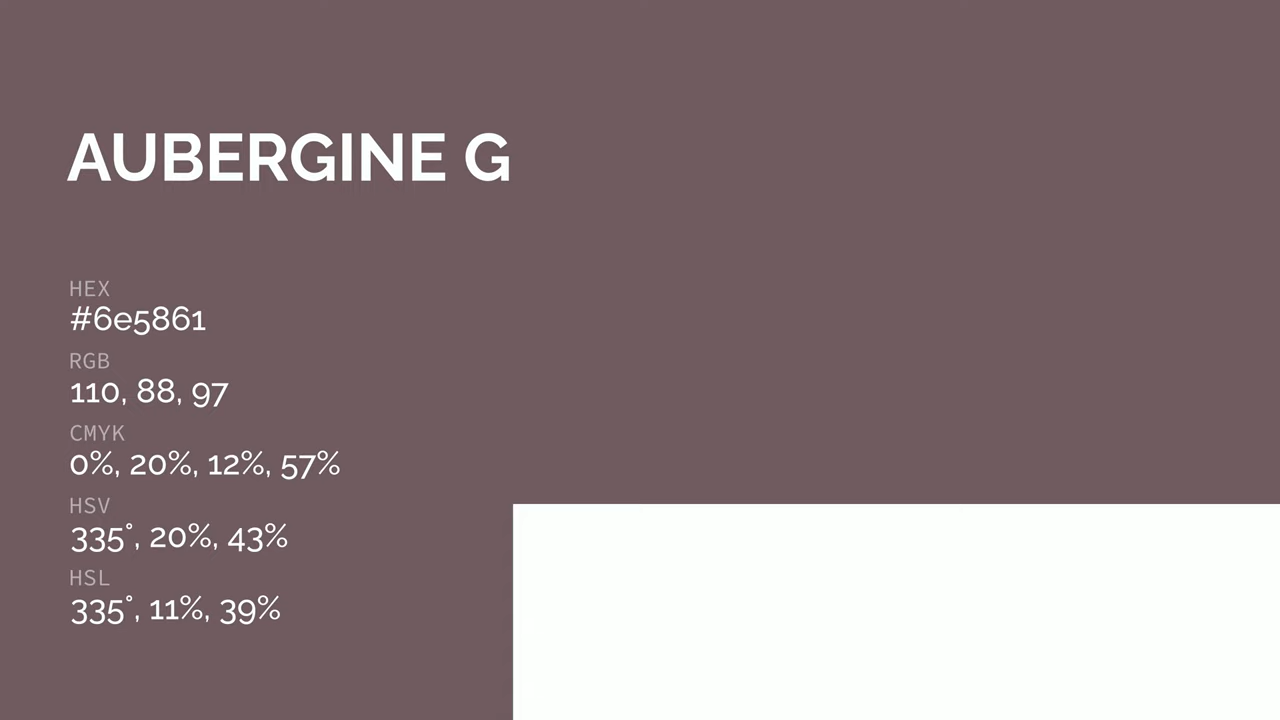 AUBERGINE G
HEX
#6e5861
RGB
110, 88, 97
CMYK
0%, 20%, 12%, 57%
HSV
335°, 20%, 43%
HSL
335°, 11%, 39%